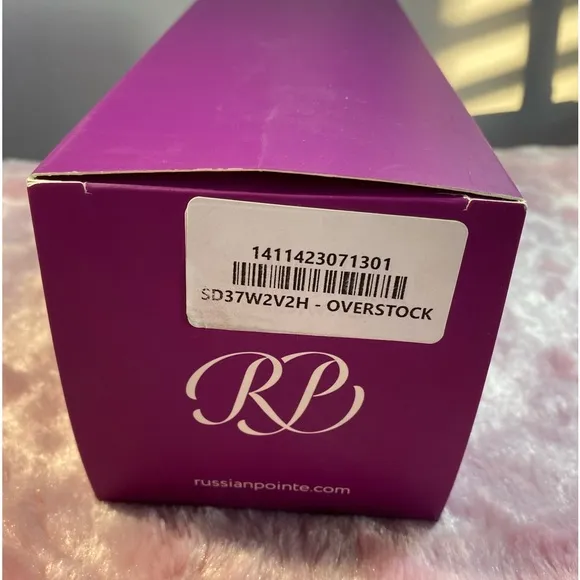 1411423071301
SD37W2V2H - OVERSTOCK
RP
russianpointe.com